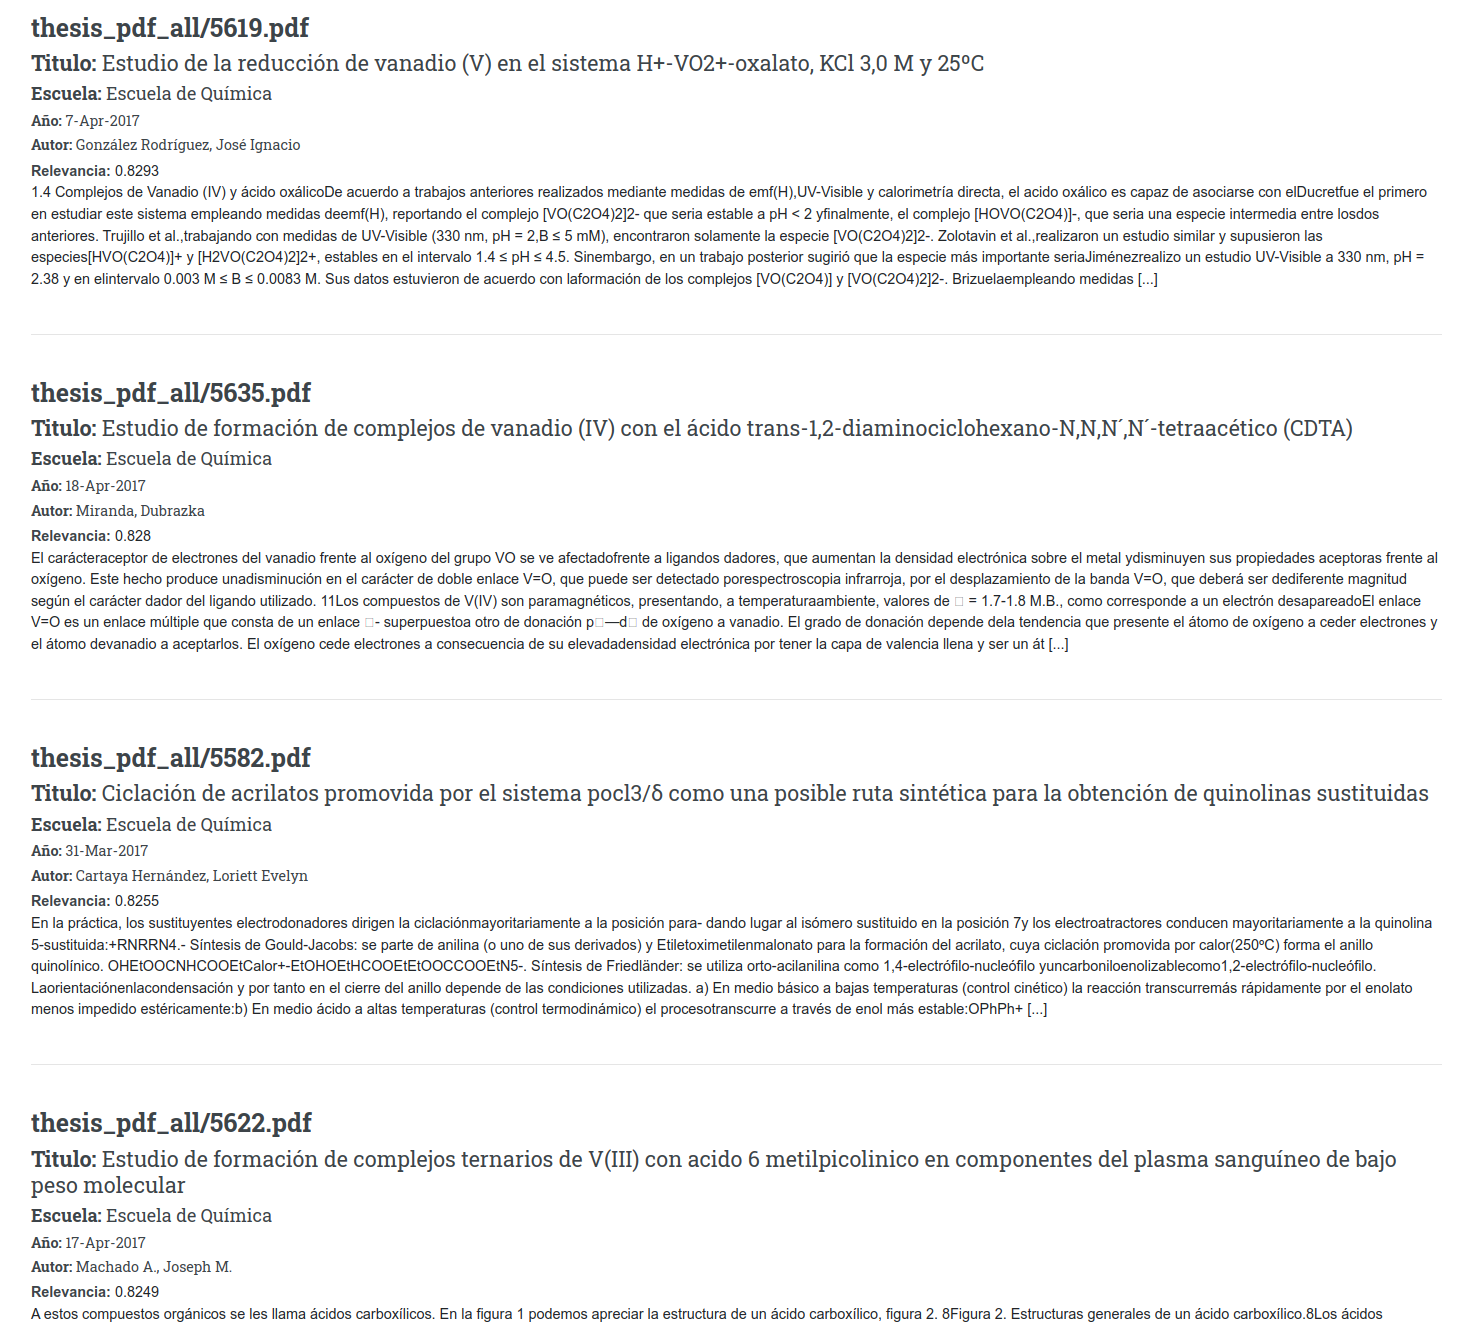 thesis_pdf_all/5619.pdf
Titulo: Estudio de la reducción de vanadio (V) en el sistema H+-VO2+-oxalato, KCl 3,0 M y 25ºC
Escuela: Escuela de Química
Año: 7-Apr-2017
Autor: González Rodríguez, José Ignacio
Relevancia: 0.8293
1.4 Complejos de Vanadio (IV) y ácido oxálicoDe acuerdo a trabajos anteriores realizados mediante medidas de emf(H),UV-Visible y calorimetría directa, el acido oxálico es capaz de asociarse con elDucretfue el primero
en estudiar este sistema empleando medidas deemf(H), reportando el complejo [VO(C2O4)2]2- que seria estable a pH < 2 yfinalmente, el complejo [HOVO(C2O4)]-, que seria una especie intermedia entre losdos
anteriores. Trujillo et al.,trabajando con medidas de UV-Visible (330 nm, pH = 2,B ≤ 5 mM), encontraron solamente la especie [VO(C2O4)2]2-. Zolotavin et al.,realizaron un estudio similar y supusieron las
especies[HVO(C2O4)]+ y [H2VO(C2O4)2]2+, estables en el intervalo 1.4 ≤ pH ≤ 4.5. Sinembargo, en un trabajo posterior sugirió que la especie más importante seriaJiménezrealizo un estudio UV-Visible a 330 nm, pH =
2.38 y en elintervalo 0.003 M ≤ B ≤ 0.0083 M. Sus datos estuvieron de acuerdo con laformación de los complejos [VO(C2O4)] y [VO(C2O4)2]2-. Brizuelaempleando medidas [...]
thesis_pdf_all/5635.pdf
Titulo: Estudio de formación de complejos de vanadio (IV) con el ácido trans-1,2-diaminociclohexano-N,N,N´,N´-tetraacético (CDTA)
Escuela: Escuela de Química
Año: 18-Apr-2017
Autor: Miranda, Dubrazka
Relevancia: 0.828
El carácteraceptor de electrones del vanadio frente al oxígeno del grupo VO se ve afectadofrente a ligandos dadores, que aumentan la densidad electrónica sobre el metal ydisminuyen sus propiedades aceptoras frente al
oxígeno. Este hecho produce unadisminución en el carácter de doble enlace V=O, que puede ser detectado porespectroscopia infrarroja, por el desplazamiento de la banda V=O, que deberá ser dediferente magnitud
según el carácter dador del ligando utilizado. 11Los compuestos de V(IV) son paramagnéticos, presentando, a temperaturaambiente, valores de  = 1.7-1.8 M.B., como corresponde a un electrón desapareadoEl enlace
V=O es un enlace múltiple que consta de un enlace - superpuestoa otro de donación p—d de oxígeno a vanadio. El grado de donación depende dela tendencia que presente el átomo de oxígeno a ceder electrones y
el átomo devanadio a aceptarlos. El oxígeno cede electrones a consecuencia de su elevadadensidad electrónica por tener la capa de valencia llena y ser un át [...]
thesis_pdf_all/5582.pdf
Titulo: Ciclación de acrilatos promovida por el sistema pocl3/δ como una posible ruta sintética para la obtención de quinolinas sustituidas
Escuela: Escuela de Química
Año: 31-Mar-2017
Autor: Cartaya Hernández, Loriett Evelyn
Relevancia: 0.8255
En la práctica, los sustituyentes electrodonadores dirigen la ciclaciónmayoritariamente a la posición para- dando lugar al isómero sustituido en la posición 7y los electroatractores conducen mayoritariamente a la quinolina
5-sustituida:+RNRRN4.- Síntesis de Gould-Jacobs: se parte de anilina (o uno de sus derivados) y Etiletoximetilenmalonato para la formación del acrilato, cuya ciclación promovida por calor(250ºC) forma el anillo
quinolínico. OHEtOOCNHCOOEtCalor+-EtOHOEtHCOOEtEtOOCCOOEtN5-. Síntesis de Friedländer: se utiliza orto-acilanilina como 1,4-electrófilo-nucleófilo yuncarboniloenolizablecomo1,2-electrófilo-nucleófilo.
Laorientaciónenlacondensación y por tanto en el cierre del anillo depende de las condiciones utilizadas. a) En medio básico a bajas temperaturas (control cinético) la reacción transcurremás rápidamente por el enolato
menos impedido estéricamente:b) En medio ácido a altas temperaturas (control termodinámico) el procesotranscurre a través de enol más estable:OPhPh+ [...]
thesis_pdf_all/5622.pdf
Titulo: Estudio de formación de complejos ternarios de V(III) con acido 6 metilpicolinico en componentes del plasma sanguíneo de bajo
peso molecular
Escuela: Escuela de Química
Año: 17-Apr-2017
Autor: Machado A., Joseph M.
Relevancia: 0.8249
A estos compuestos orgánicos se les llama ácidos carboxílicos. En la figura 1 podemos apreciar la estructura de un ácido carboxílico, figura 2. 8Figura 2. Estructuras generales de un ácido carboxílico.8Los ácidos